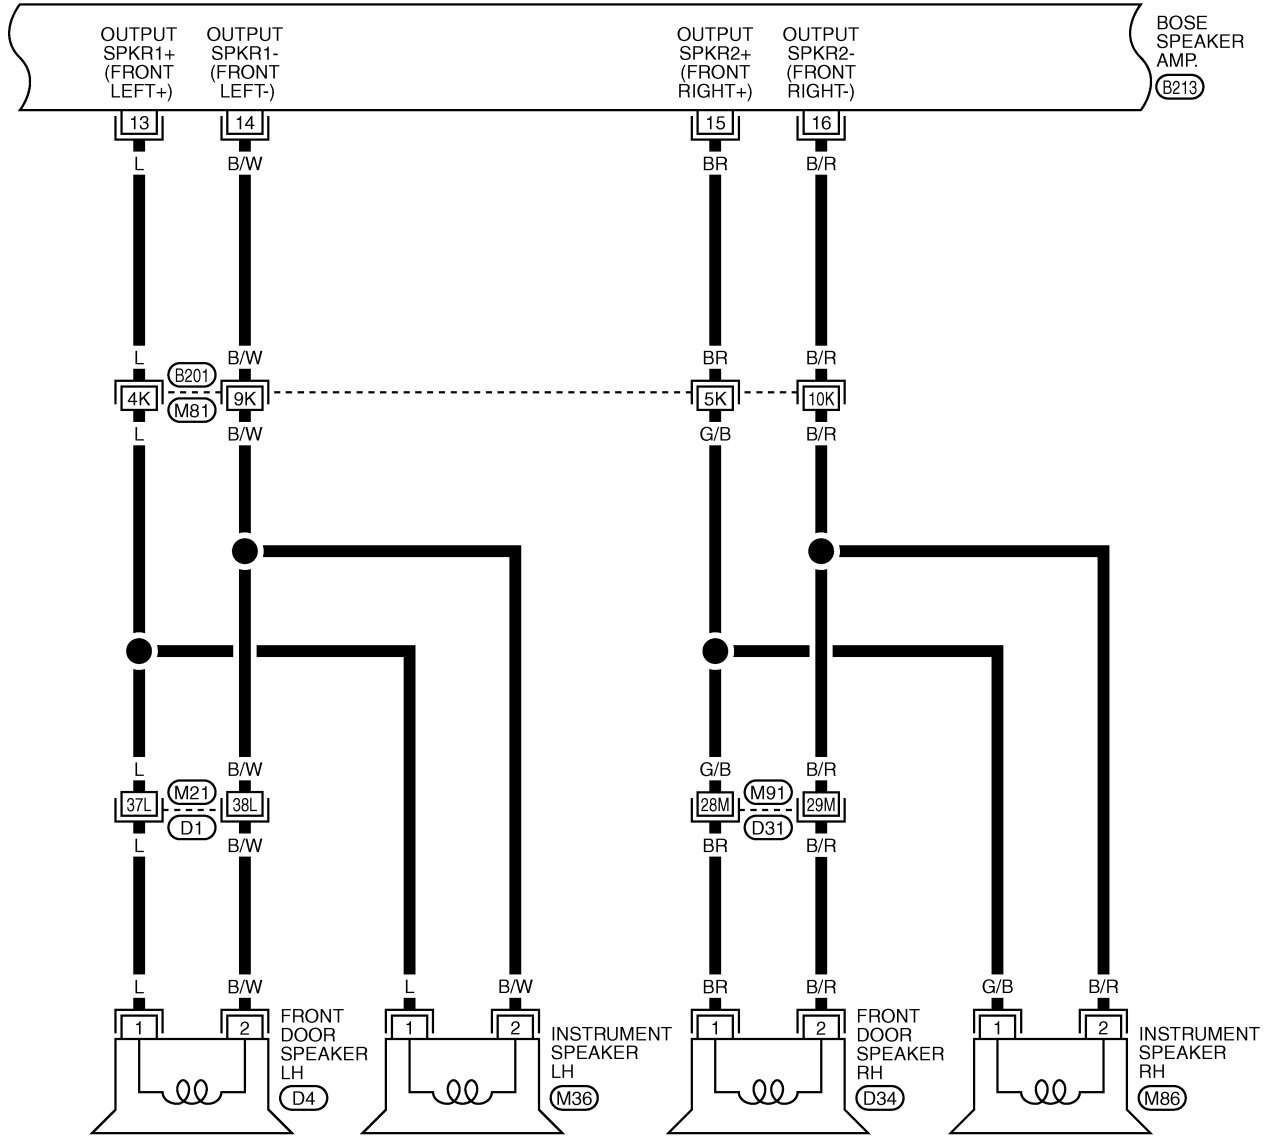 OUTPUT
SPKR1+
(FRONT
LEFT+)
OUTPUT
SPKR1-
(FRONT
LEFT-)
OUTPUT
SPKR2+
(FRONT
RIGHT+)
OUTPUT
SPKR2-
(FRONT
RIGHT-)
BOSE
SPEAKER
AMP.
B213
13 14 15 16
L B/W BR B/R
L B/W BR B/R
B201
4K 9K 5K 10K
M81
L B/W G/B B/R
L B/W G/B B/R
M21 M91
37L 38L 28M 29M
D1 D31
L B/W BR B/R
L B/W L B/W BR B/R G/B B/R
1 2 1 2 1 2 1 2
FRONT
DOOR
SPEAKER
LH
D4
INSTRUMENT
SPEAKER
LH
M36
FRONT
DOOR
SPEAKER
RH
D34
INSTRUMENT
SPEAKER
RH
M86